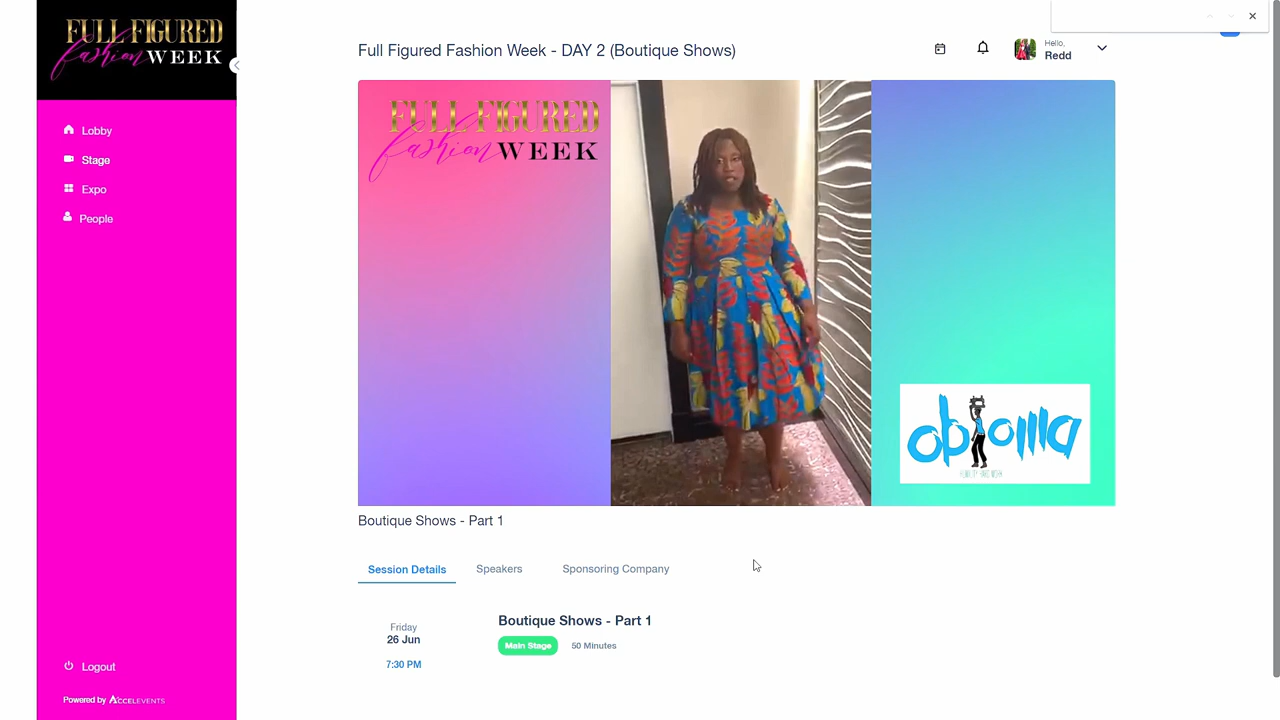 FULL FIGURED
fashion WEEK
Lobby
Stage
Expo
People
Logout
Powered by ACCELEVENTS
Full Figured Fashion Week - DAY 2 (Boutique Shows)
Hello,
Redd
FULL FIGURED
fashion WEEK
obioma
Boutique Shows - Part 1
Session Details
Speakers
Sponsoring Company
Friday
26 Jun
7:30 PM
Boutique Shows - Part 1
Main Stage
50 Minutes